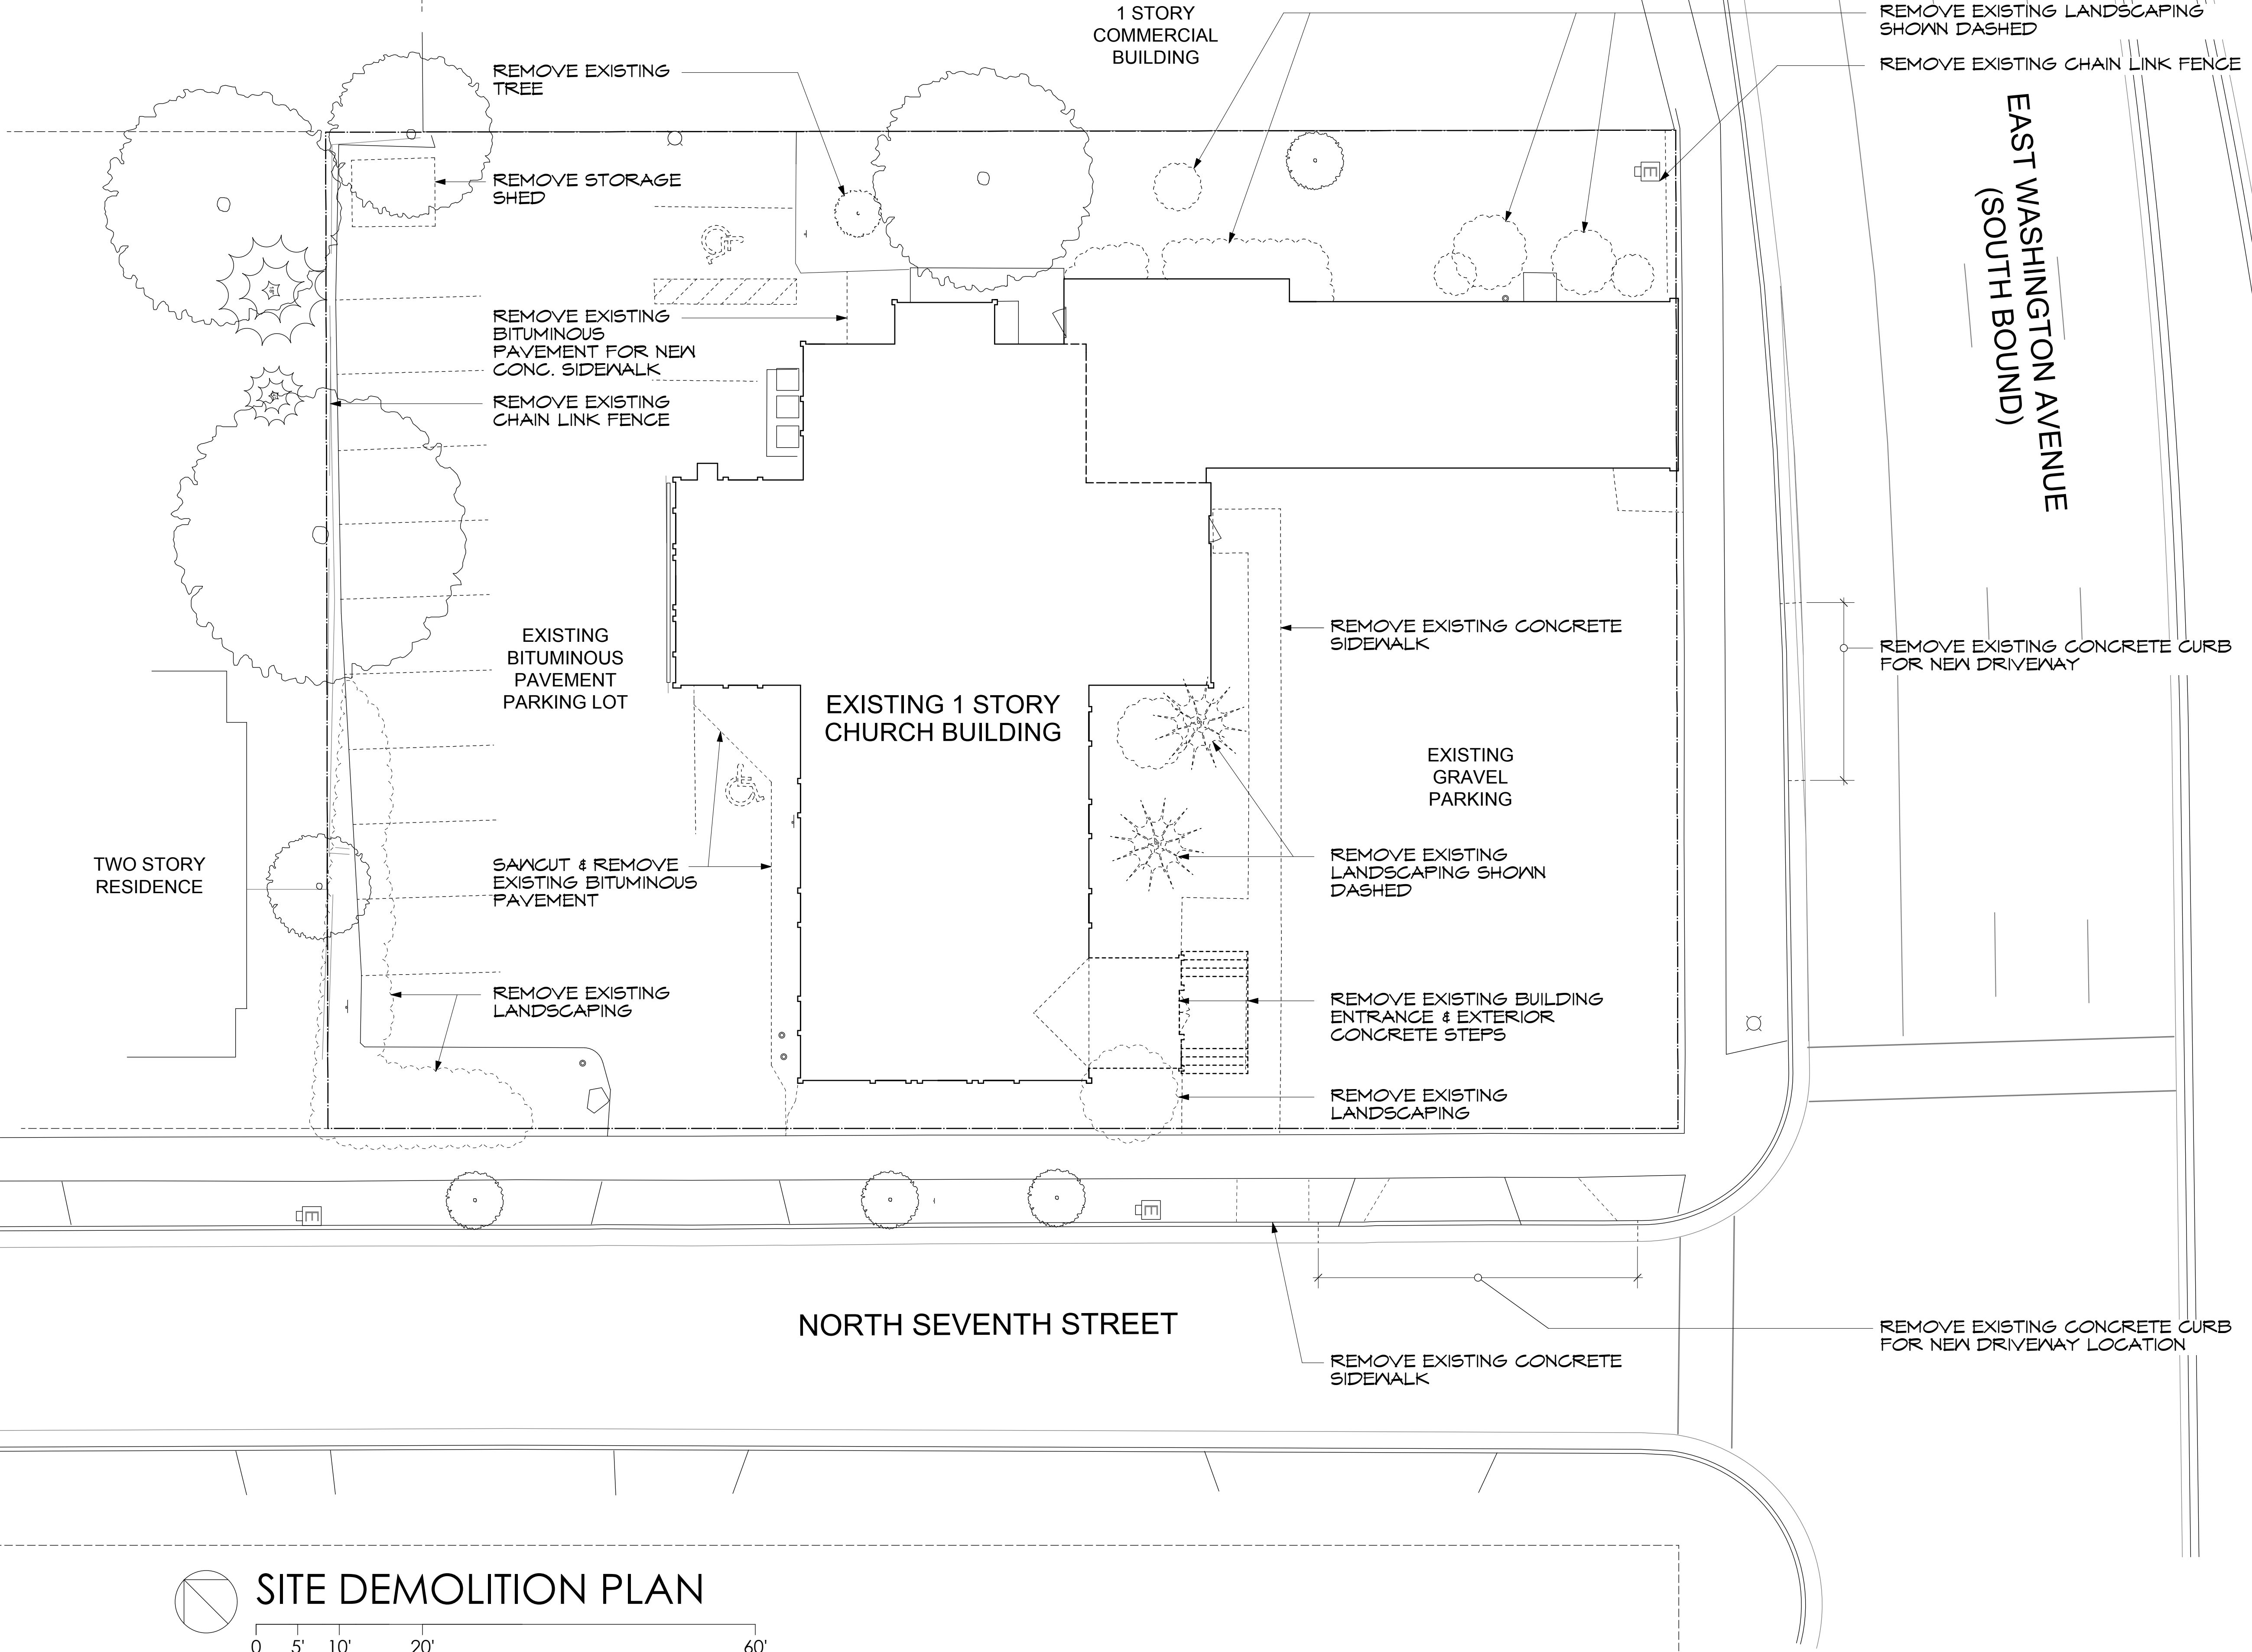 1 STORY
COMMERCIAL
BUILDING
REMOVE EXISTING LANDSCAPING
SHOWN DASHED
REMOVE EXISTING CHAIN LINK FENCE
REMOVE EXISTING
TREE
REMOVE STORAGE
SHED
E
EAST WASHINGTON AVENUE
(SOUTH BOUND)
REMOVE EXISTING
BITUMINOUS
PAVEMENT FOR NEW
CONC. SIDEWALK
REMOVE EXISTING
CHAIN LINK FENCE
EXISTING
BITUMINOUS
PAVEMENT
PARKING LOT
EXISTING 1 STORY
CHURCH BUILDING
REMOVE EXISTING CONCRETE
SIDEWALK
REMOVE EXISTING CONCRETE CURB
FOR NEW DRIVEWAY
EXISTING
GRAVEL
PARKING
TWO STORY
RESIDENCE
SAWCUT & REMOVE
EXISTING BITUMINOUS
PAVEMENT
REMOVE EXISTING
LANDSCAPING SHOWN
DASHED
REMOVE EXISTING
LANDSCAPING
REMOVE EXISTING BUILDING
ENTRANCE & EXTERIOR
CONCRETE STEPS
REMOVE EXISTING
LANDSCAPING
E
E
NORTH SEVENTH STREET
REMOVE EXISTING CONCRETE
SIDEWALK
REMOVE EXISTING CONCRETE CURB
FOR NEW DRIVEWAY LOCATION
SITE DEMOLITION PLAN
0 5' 10' 20' 60'